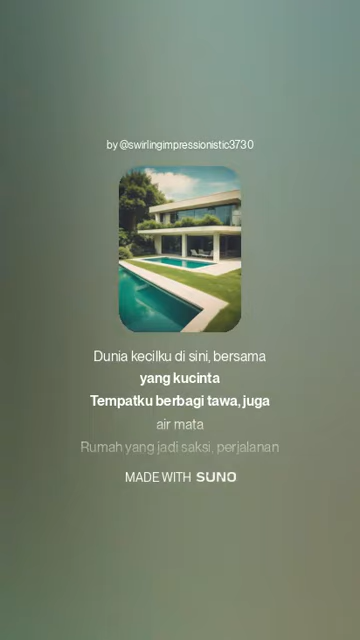 by @swirlingimpressionistic3730
Dunia kecilku di sini, bersama
yang kucinta
Tempatku berbagi tawa, juga
air mata
Rumah yang jadi saksi, perjalanan
MADE WITH SUNO